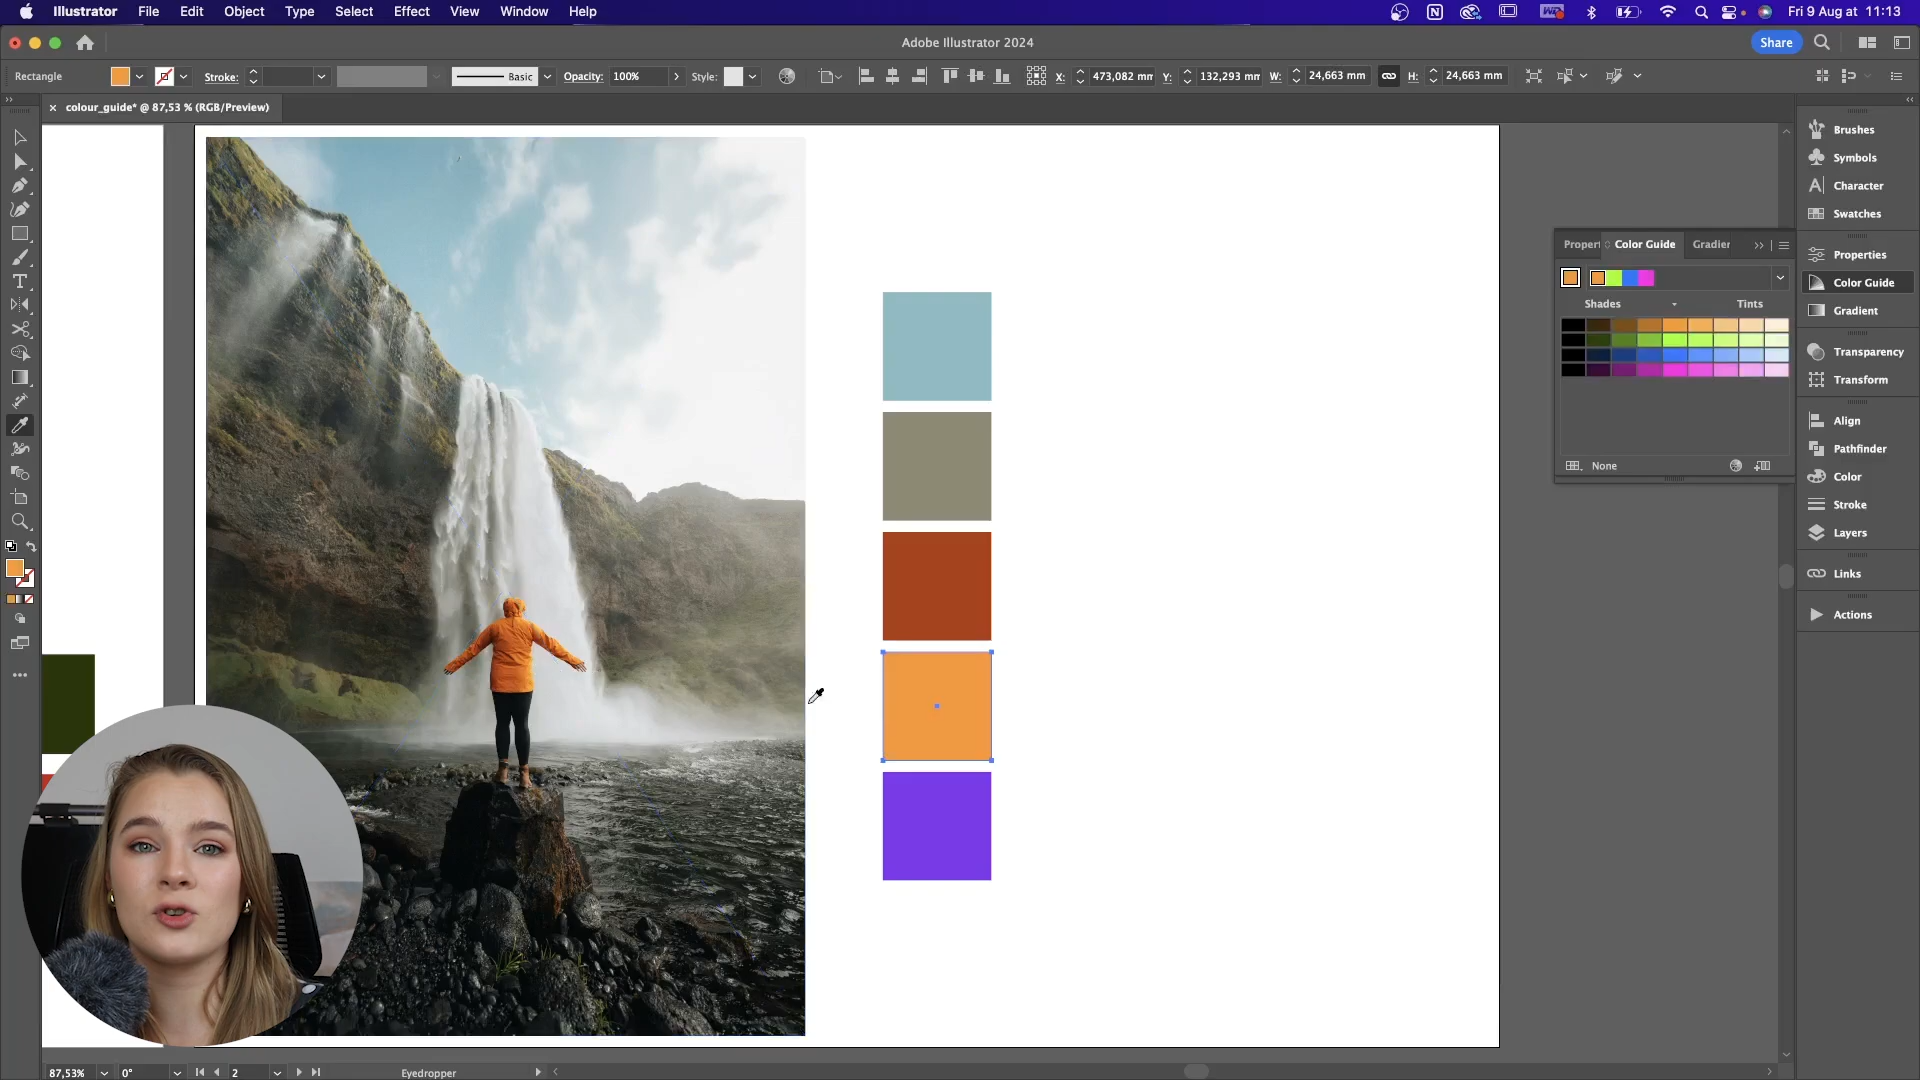 Illustrator File Edit Object Type Select Effect View Window Help
Fri 9 Aug at 11:13
Adobe Illustrator 2024
Share
Rectangle
Stroke:
Basic
Opacity: 100%
Style:
X: 473,082 mm
Y: 132,293 mm
W: 24,663 mm
H: 24,663 mm
× colour_guide* @ 87,53 % (RGB/Preview)
Brushes
Symbols
Character
Swatches
Properties
Color Guide
Gradient
Transparency
Transform
Align
Pathfinder
Color
Stroke
Layers
Links
Actions
Color Guide
Shades
Tints
None
87,53%
0°
2
Eyedropper